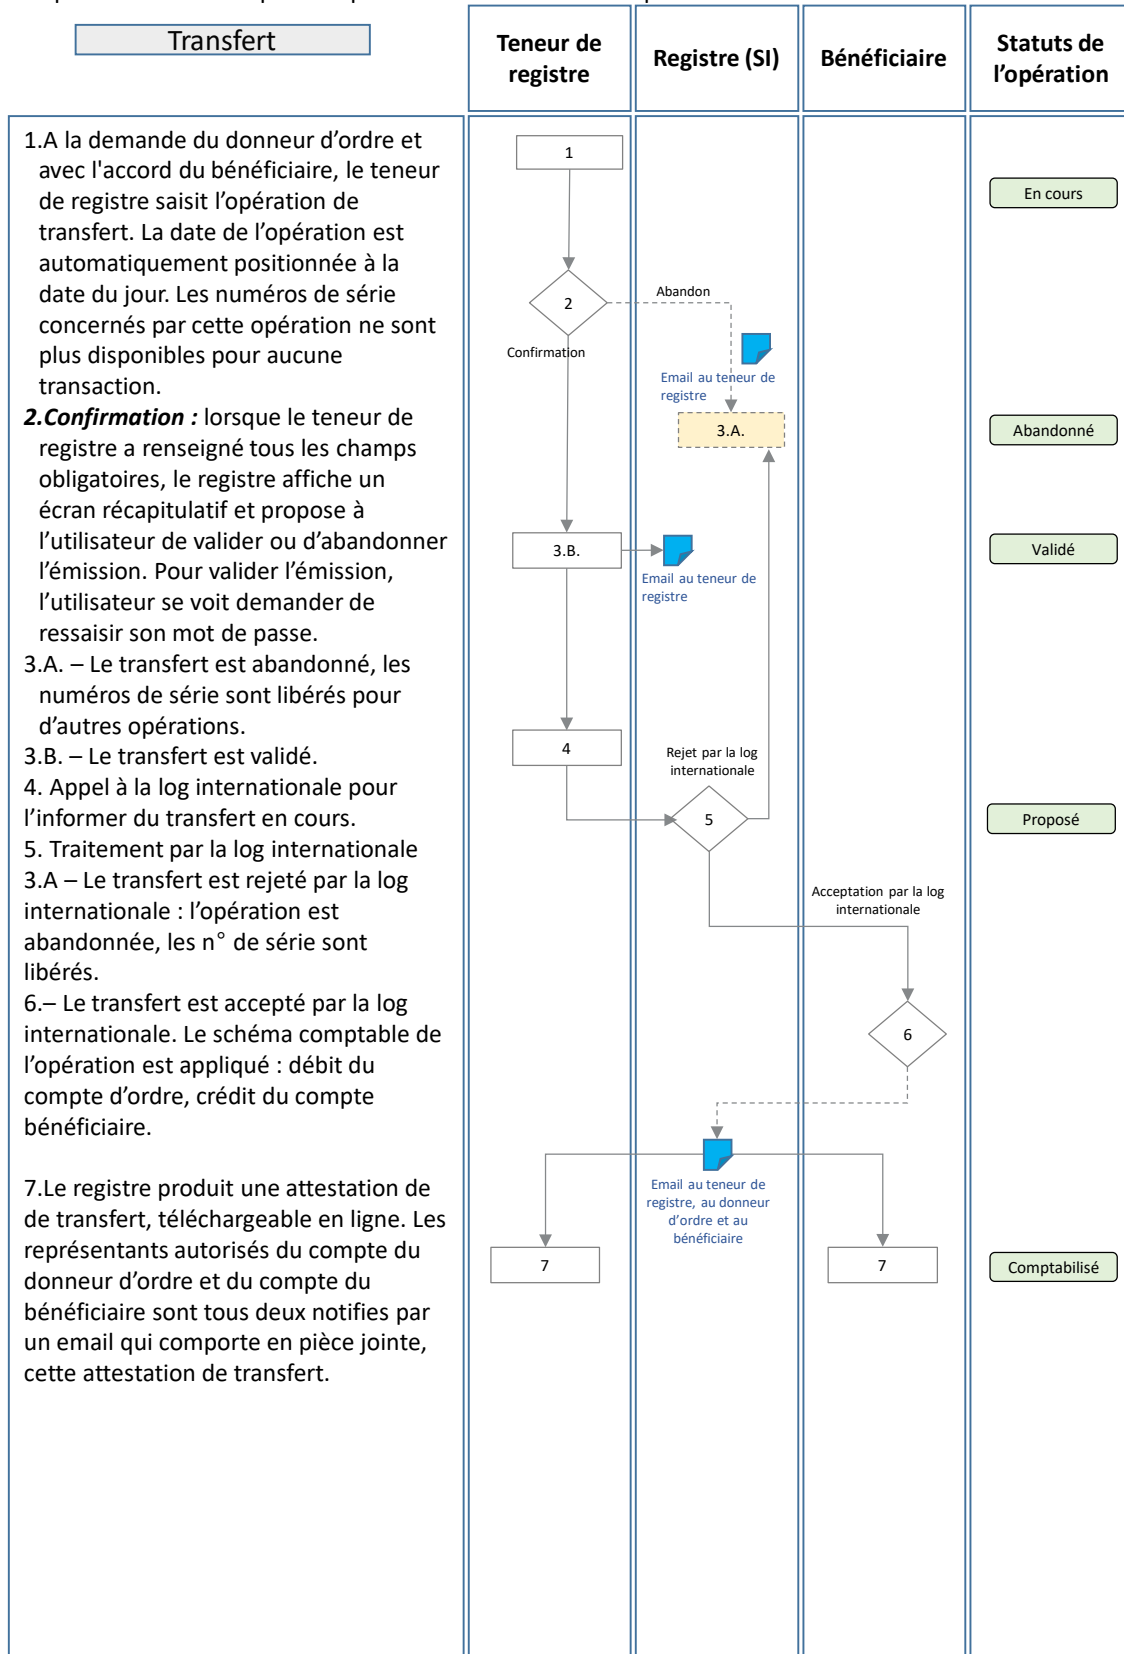 Transfert
Teneur de
registre
Registre (SI)
Bénéficiaire
Statuts de
l’opération
1.A la demande du donneur d’ordre et
avec l'accord du bénéficiaire, le teneur
de registre saisit l’opération de
transfert. La date de l’opération est
automatiquement positionnée à la
date du jour. Les numéros de série
concernés par cette opération ne sont
plus disponibles pour aucune
transaction.
2.Confirmation : lorsque le teneur de
registre a renseigné tous les champs
obligatoires, le registre affiche un
écran récapitulatif et propose à
l’utilisateur de valider ou d’abandonner
l’émission. Pour valider l’émission,
l’utilisateur se voit demander de
ressaisir son mot de passe.
3.A. – Le transfert est abandonné, les
numéros de série sont libérés pour
d’autres opérations.
3.B. – Le transfert est validé.
4. Appel à la log internationale pour
l’informer du transfert en cours.
5. Traitement par la log internationale
3.A – Le transfert est rejeté par la log
internationale : l’opération est
abandonnée, les n° de série sont
libérés.
6.– Le transfert est accepté par la log
internationale. Le schéma comptable de
l’opération est appliqué : débit du
compte d’ordre, crédit du compte
bénéficiaire.
7.Le registre produit une attestation de
de transfert, téléchargeable en ligne. Les
représentants autorisés du compte du
donneur d’ordre et du compte du
bénéficiaire sont tous deux notifies par
un email qui comporte en pièce jointe,
cette attestation de transfert.
1
En cours
2
Abandon
Confirmation
Email au teneur de
registre
3.A.
Abandonné
3.B.
Email au teneur de
registre
Validé
4
Rejet par la log
internationale
5
Proposé
Acceptation par la log
internationale
6
Email au teneur de
registre, au donneur
d’ordre et au
bénéficiaire
7
7
Comptabilisé